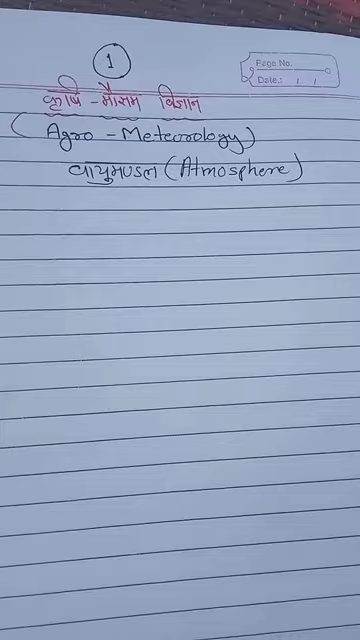 1
Page No.
Date: / /
कृषि - मौसम विज्ञान
(Agro - Meteorology)
वायुमण्डल (Atmosphere)